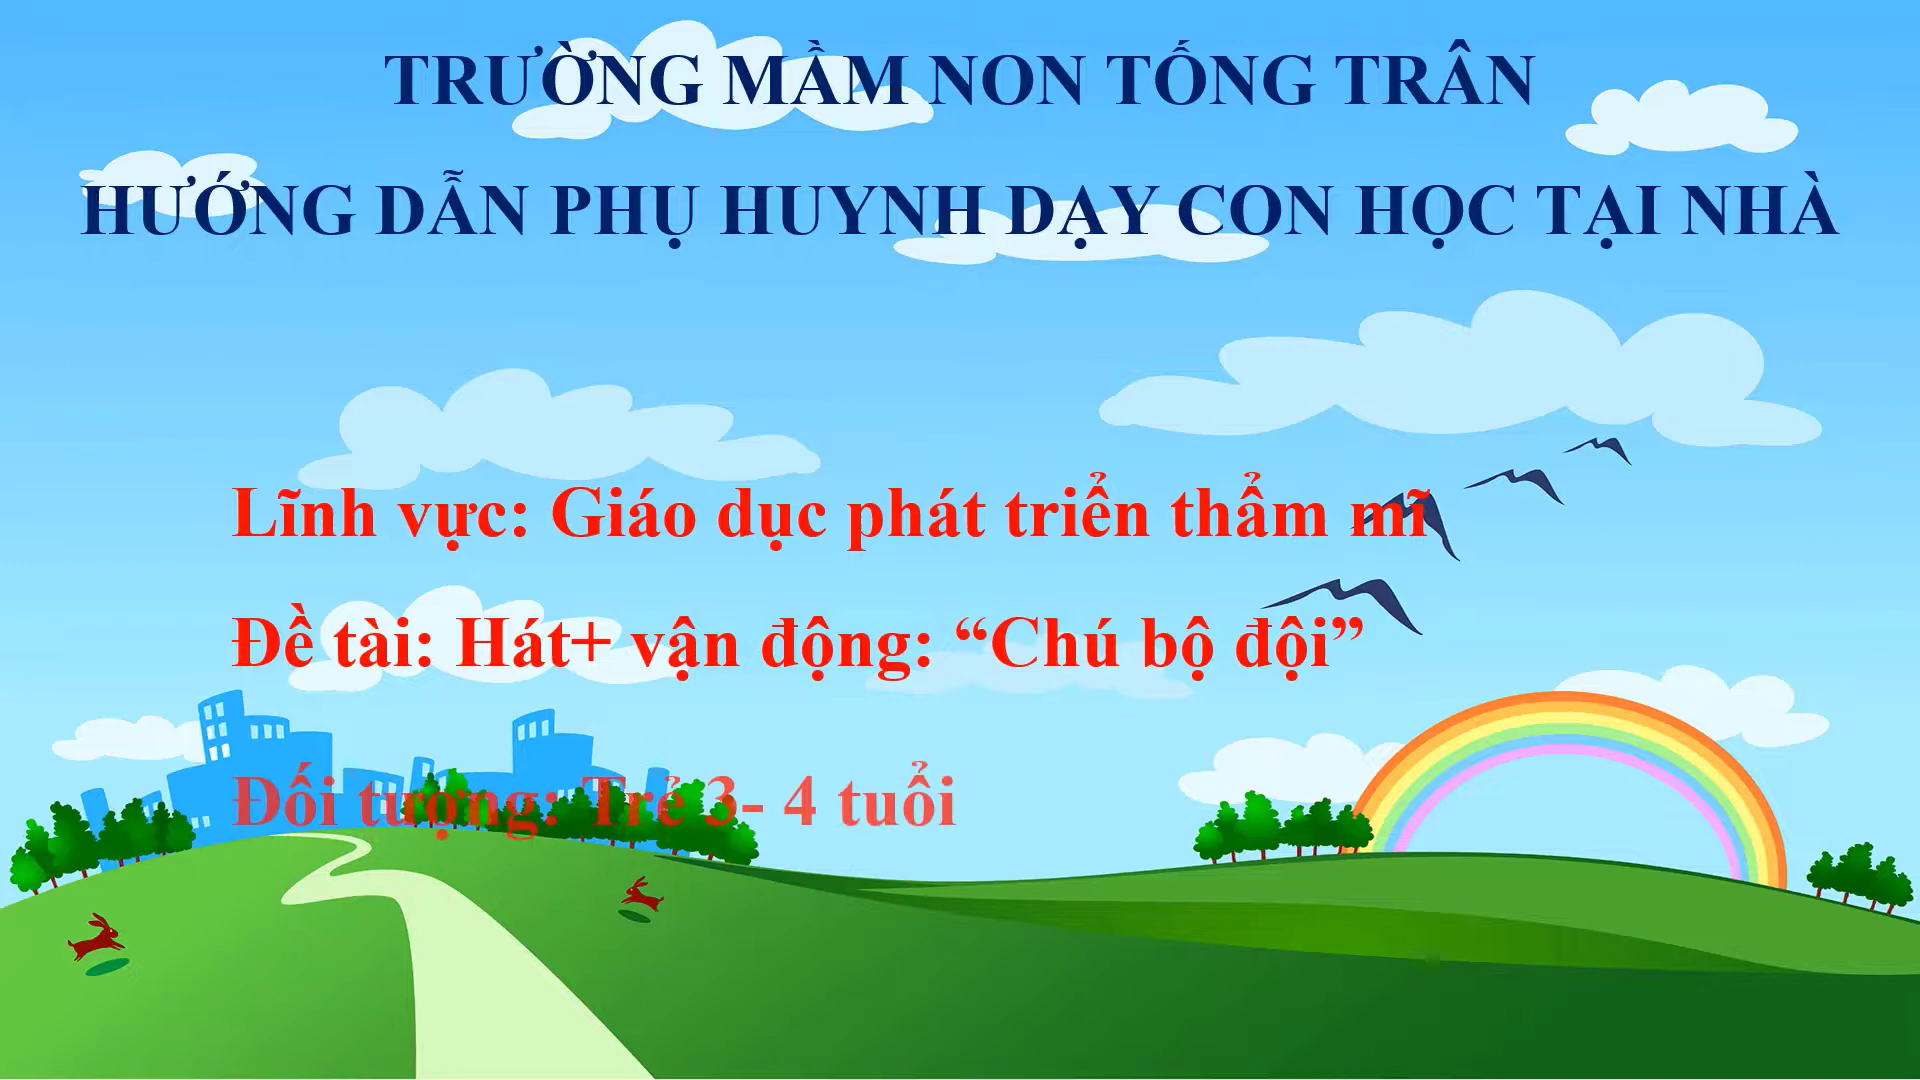 TRƯỜNG MẦM NON TỐNG TRÂN
HƯỚNG DẪN PHỤ HUYNH DẠY CON HỌC TẠI NHÀ
Lĩnh vực: Giáo dục phát triển thẩm mĩ
Đề tài: Hát+ vận động: “Chú bộ đội”
Đối tượng: Trẻ 3- 4 tuổi